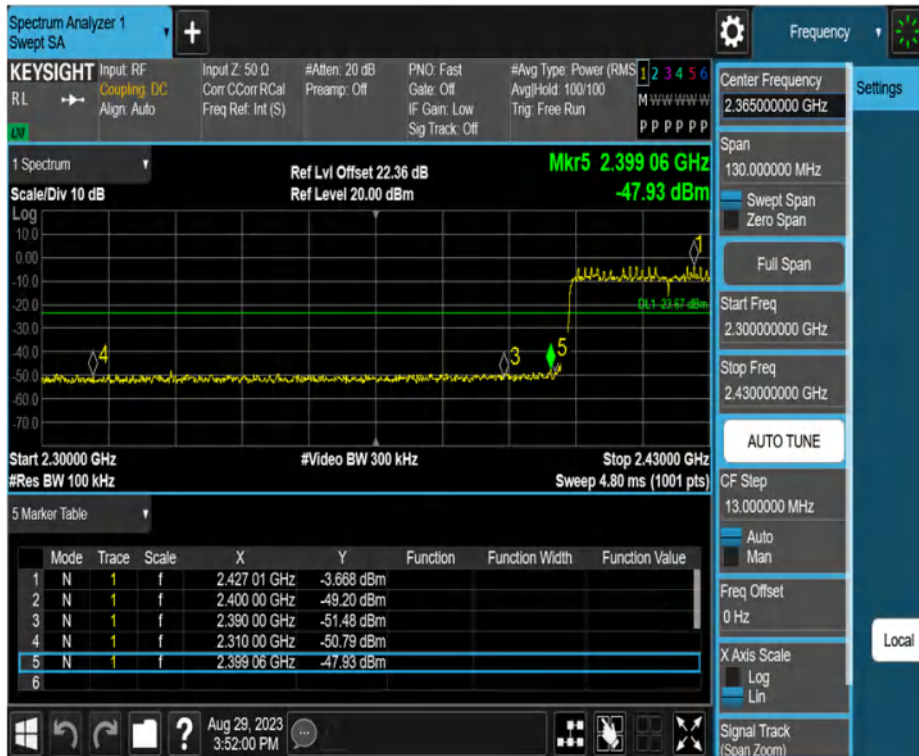 Spectrum Analyzer 1
Swept SA
+
Frequency
KEYSIGHT
RL
Input: RF
Coupling: DC
Align: Auto
Input Z: 50 Ω
Corr CCorr RCal
Freq Ref: Int (S)
#Atten: 20 dB
Preamp: Off
PNO: Fast
Gate: Off
IF Gain: Low
Sig Track: Off
#Avg Type: Power (RMS
Avg|Hold: 100/100
Trig: Free Run
1 2 3 4 5 6
M W W W W W
P P P P P P
LXI
1 Spectrum
Scale/Div 10 dB
Ref Lvl Offset 22.36 dB
Ref Level 20.00 dBm
Mkr5 2.399 06 GHz
-47.93 dBm
Log
10.0
0.00
-10.0
-20.0
-30.0
-40.0
-50.0
-60.0
-70.0
1
DL1 -23.67 dBm
4
3
5
Start 2.30000 GHz
#Video BW 300 kHz
Stop 2.43000 GHz
#Res BW 100 kHz
Sweep 4.80 ms (1001 pts)
5 Marker Table
Mode Trace Scale X Y Function Function Width Function Value
1 N 1 f 2.427 01 GHz -3.668 dBm
2 N 1 f 2.400 00 GHz -49.20 dBm
3 N 1 f 2.390 00 GHz -51.48 dBm
4 N 1 f 2.310 00 GHz -50.79 dBm
5 N 1 f 2.399 06 GHz -47.93 dBm
6
?
Aug 29, 2023
3:52:00 PM
Center Frequency
2.365000000 GHz
Span
130.000000 MHz
Swept Span
Zero Span
Full Span
Start Freq
2.300000000 GHz
Stop Freq
2.430000000 GHz
AUTO TUNE
CF Step
13.000000 MHz
Auto
Man
Freq Offset
0 Hz
X Axis Scale
Log
Lin
Signal Track
(Span Zoom)
Settings
Local